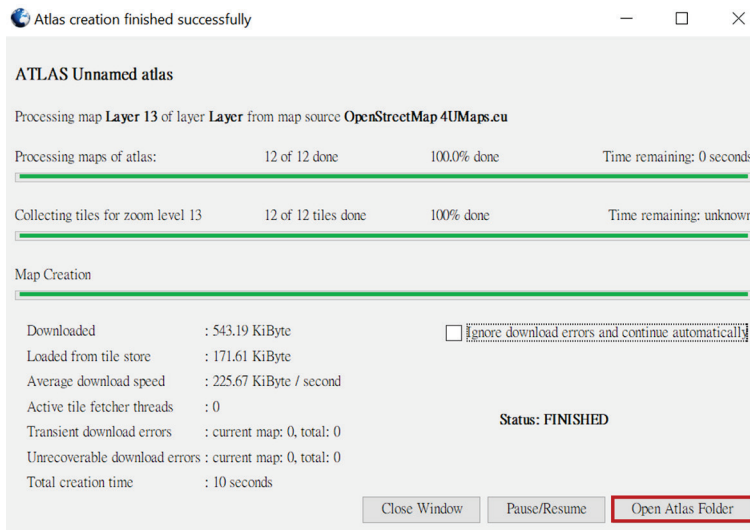 Atlas creation finished successfully
ATLAS Unnamed atlas
Processing map Layer 13 of layer Layer from map source OpenStreetMap 4UMaps.eu
Processing maps of atlas: 12 of 12 done 100.0% done Time remaining: 0 seconds
Collecting tiles for zoom level 13 12 of 12 tiles done 100% done Time remaining: unknown
Map Creation
Downloaded : 543.19 KiByte
Ignore download errors and continue automatically
Loaded from tile store : 171.61 KiByte
Average download speed : 225.67 KiByte / second
Active tile fetcher threads : 0
Status: FINISHED
Transient download errors : current map: 0, total: 0
Unrecoverable download errors : current map: 0, total: 0
Total creation time : 10 seconds
Close Window Pause/Resume Open Atlas Folder